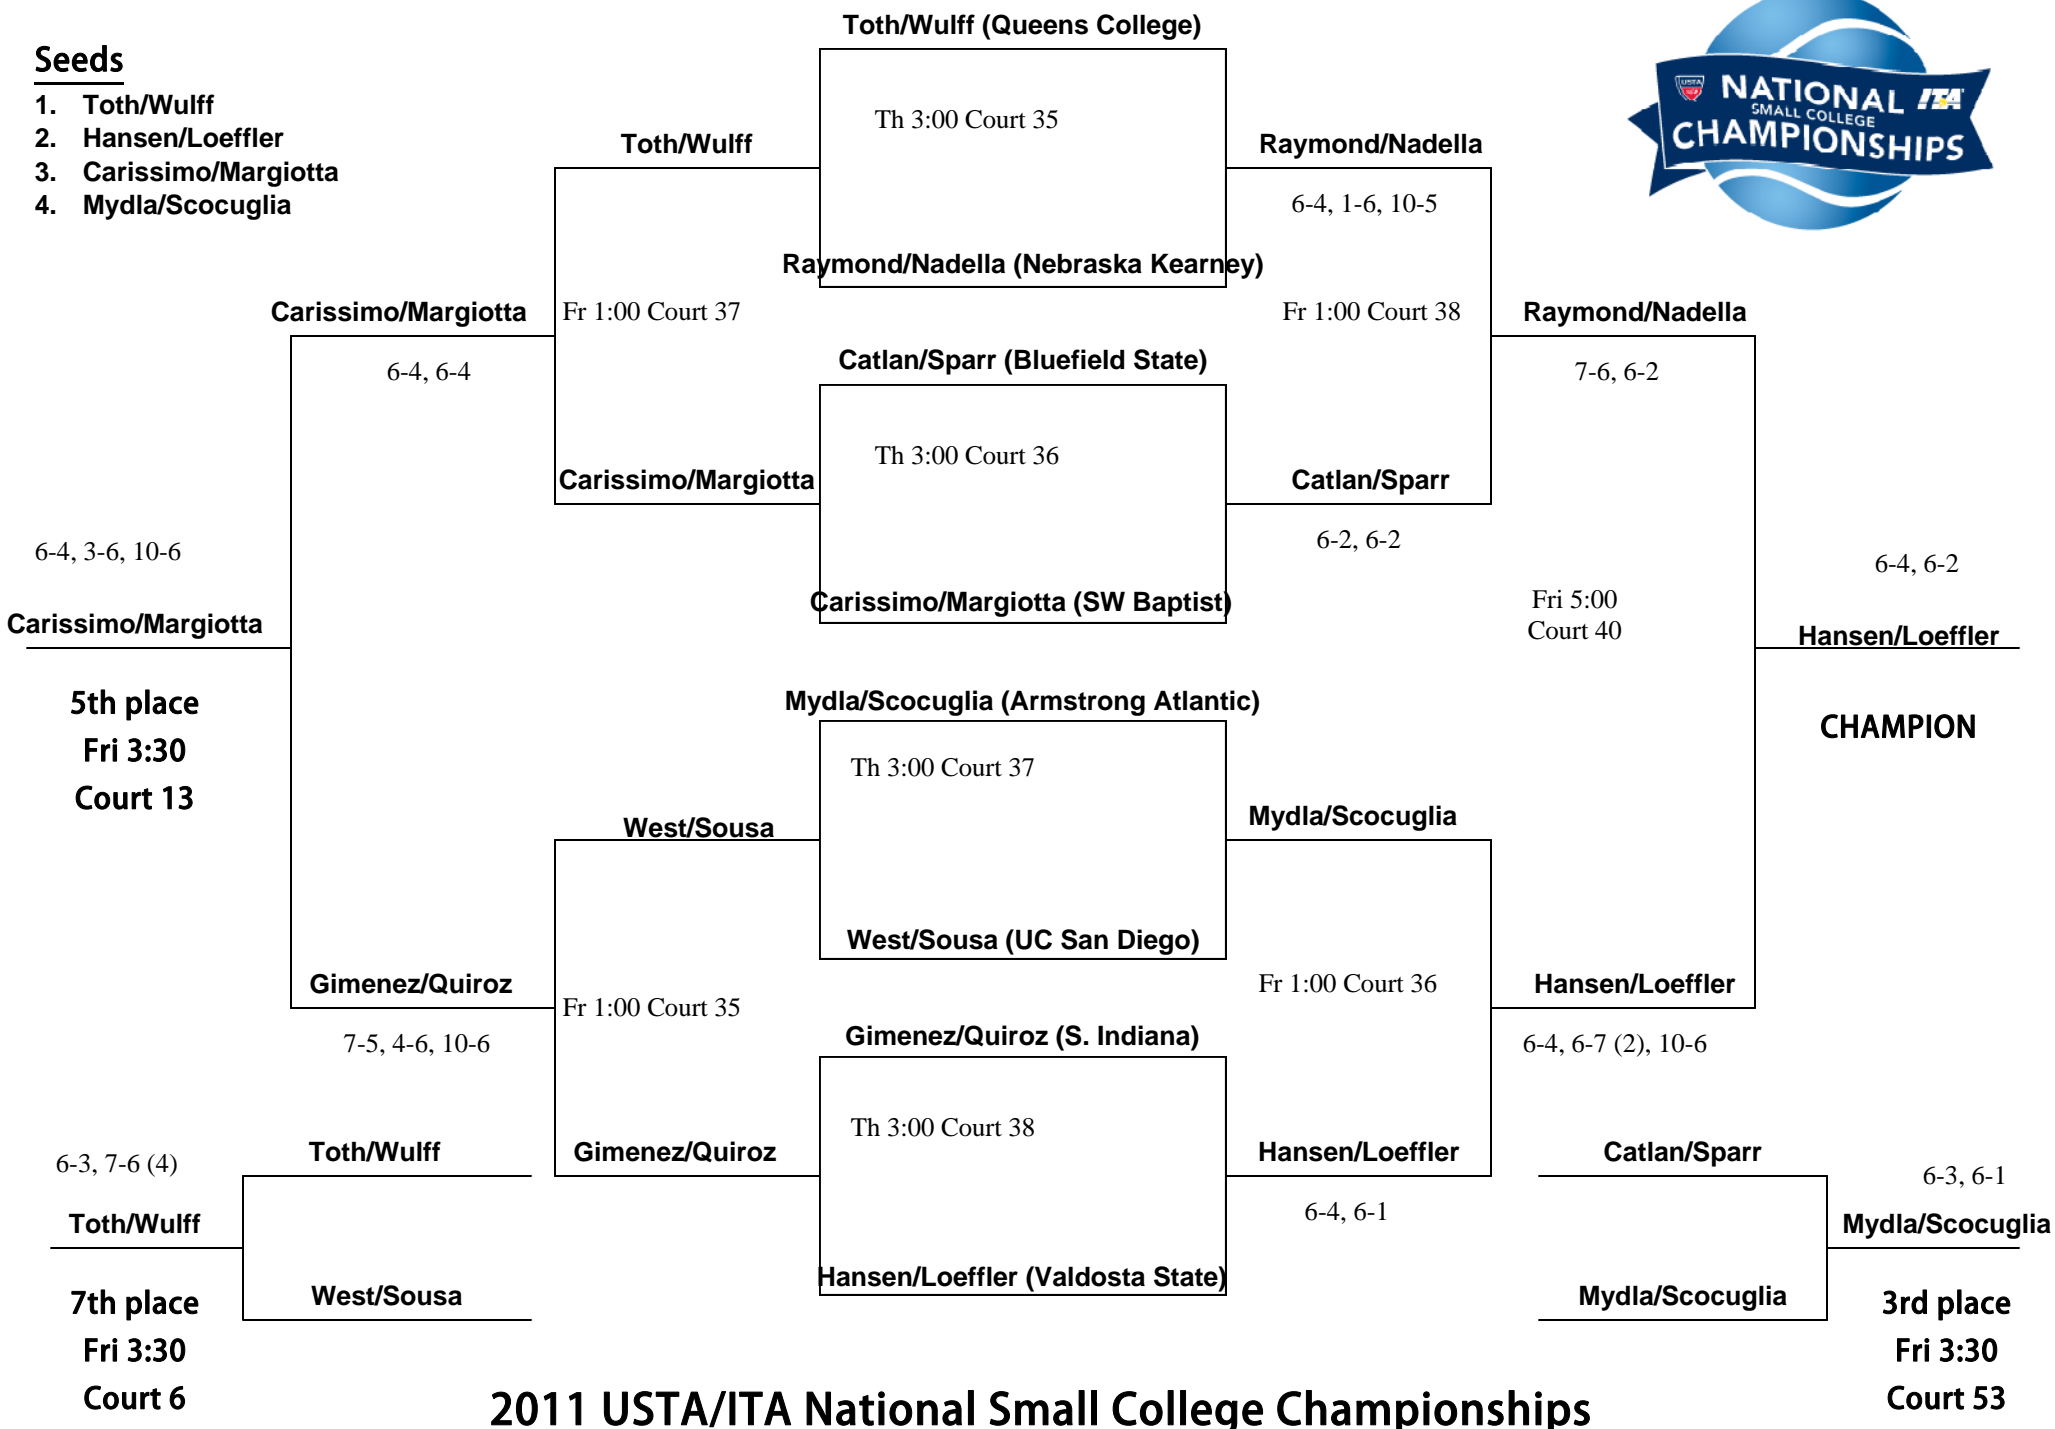 Toth/Wulff (Queens College)
Seeds
1. Toth/Wulff
2. Hansen/Loeffler
3. Carissimo/Margiotta
4. Mydla/Scocuglia
USTA
NATIONAL ITA
SMALL COLLEGE
CHAMPIONSHIPS
Th 3:00 Court 35
Toth/Wulff
Raymond/Nadella
6-4, 1-6, 10-5
Raymond/Nadella (Nebraska Kearney)
Carissimo/Margiotta
Fr 1:00 Court 37
Fr 1:00 Court 38
Raymond/Nadella
6-4, 6-4
Catlan/Sparr (Bluefield State)
7-6, 6-2
Th 3:00 Court 36
Carissimo/Margiotta
Catlan/Sparr
6-2, 6-2
6-4, 3-6, 10-6
6-4, 6-2
Carissimo/Margiotta (SW Baptist)
Fri 5:00
Court 40
Carissimo/Margiotta
Hansen/Loeffler
5th place
Fri 3:30
Court 13
Mydla/Scocuglia (Armstrong Atlantic)
CHAMPION
Th 3:00 Court 37
West/Sousa
Mydla/Scocuglia
West/Sousa (UC San Diego)
Gimenez/Quiroz
Fr 1:00 Court 35
Fr 1:00 Court 36
Hansen/Loeffler
7-5, 4-6, 10-6
Gimenez/Quiroz (S. Indiana)
6-4, 6-7 (2), 10-6
Th 3:00 Court 38
6-3, 7-6 (4)
Toth/Wulff
Gimenez/Quiroz
Hansen/Loeffler
Catlan/Sparr
6-3, 6-1
Toth/Wulff
6-4, 6-1
Mydla/Scocuglia
Hansen/Loeffler (Valdosta State)
7th place
Fri 3:30
Court 6
West/Sousa
Mydla/Scocuglia
3rd place
Fri 3:30
Court 53
2011 USTA/ITA National Small College Championships